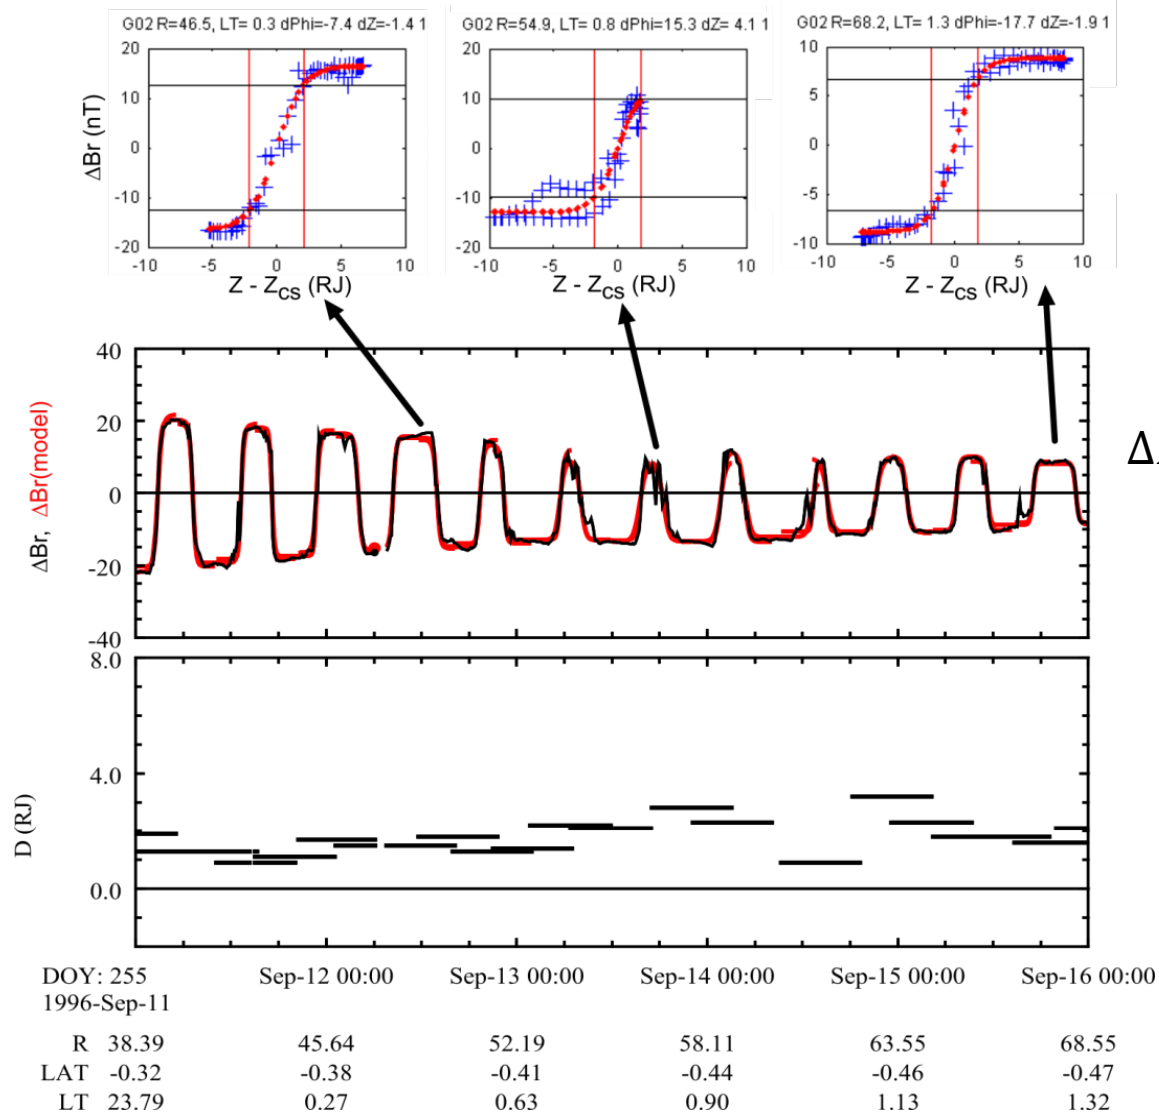 G02 R=46.5, LT= 0.3 dPhi=-7.4 dZ=-1.4 1
G02 R=54.9, LT= 0.8 dPhi=15.3 dZ= 4.1 1
G02 R=68.2, LT= 1.3 dPhi=-17.7 dZ=-1.9 1
ΔBr (nT)
20
10
0
-10
-20
-10 -5 0 5 10
Z - ZCS (RJ)
20
10
0
-10
-20
-10 -5 0 5 10
Z - ZCS (RJ)
10
5
0
-5
-10
-10 -5 0 5 10
Z - ZCS (RJ)
ΔBr, ΔBr(model)
40
20
0
-20
-40
Δ
D (RJ)
8.0
4.0
0.0
DOY: 255 Sep-12 00:00 Sep-13 00:00 Sep-14 00:00 Sep-15 00:00 Sep-16 00:00
1996-Sep-11
R 38.39 45.64 52.19 58.11 63.55 68.55
LAT -0.32 -0.38 -0.41 -0.44 -0.46 -0.47
LT 23.79 0.27 0.63 0.90 1.13 1.32